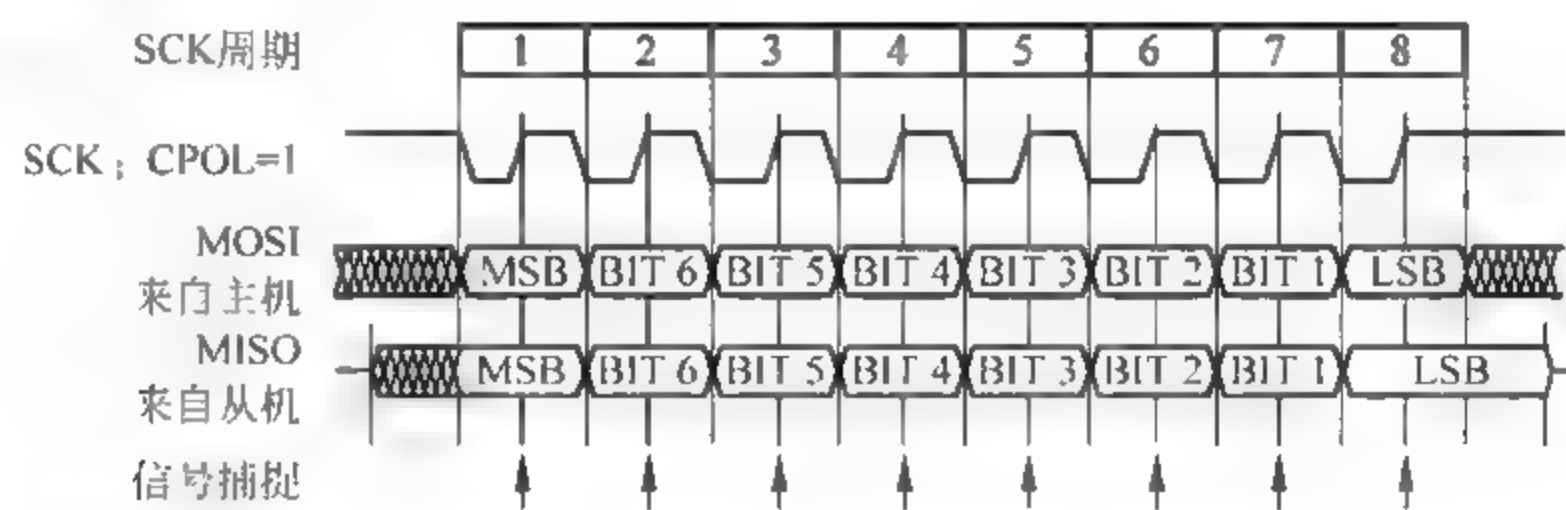 SCK周期 1 2 3 4 5 6 7 8
SCK；CPOL=1
MOSI
来自主机 MSB BIT 6 BIT 5 BIT 4 BIT 3 BIT 2 BIT 1 LSB
MISO
来自从机 MSB BIT 6 BIT 5 BIT 4 BIT 3 BIT 2 BIT 1 LSB
信号捕捉